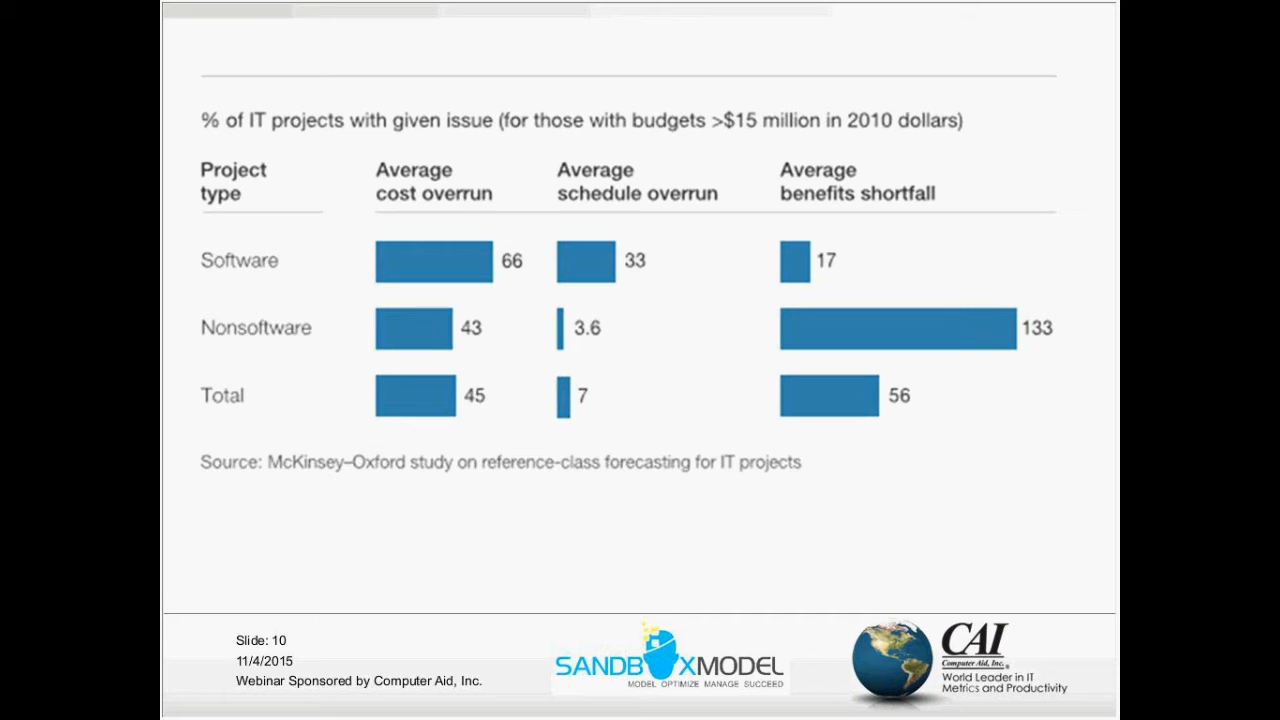 % of IT projects with given issue (for those with budgets >$15 million in 2010 dollars)
Project type
Average cost overrun
Average schedule overrun
Average benefits shortfall
Software 66 33 17
Nonsoftware 43 3.6 133
Total 45 7 56
Source: McKinsey–Oxford study on reference-class forecasting for IT projects
Slide: 10
11/4/2015
Webinar Sponsored by Computer Aid, Inc.
SANDBOXMODEL
MODEL OPTIMIZE MANAGE SUCCEED
CAI
Computer Aid, Inc.
World Leader in IT
Metrics and Productivity